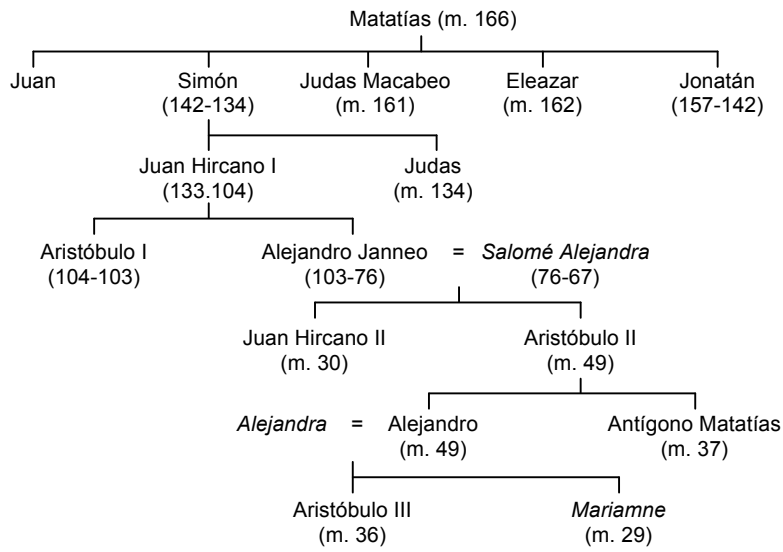 Matatías (m. 166)
Juan Simón Judas Macabeo Eleazar Jonatán
(142-134) (m. 161) (m. 162) (157-142)
Juan Hircano I Judas
(133.104) (m. 134)
Aristóbulo I Alejandro Janneo = Salomé Alejandra
(104-103) (103-76) (76-67)
Juan Hircano II Aristóbulo II
(m. 30) (m. 49)
Alejandra = Alejandro Antígono Matatías
(m. 49) (m. 37)
Aristóbulo III Mariamne
(m. 36) (m. 29)